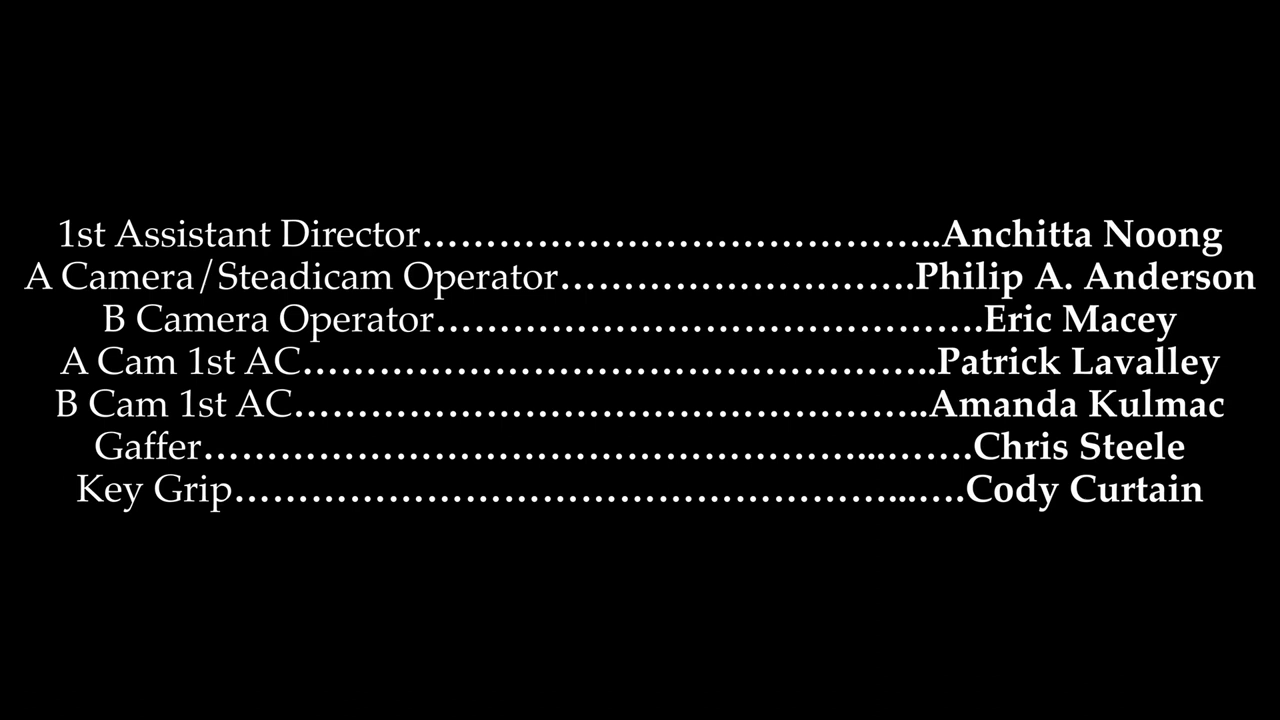 1st Assistant Director……………………………………..Anchitta Noong
A Camera/Steadicam Operator………………………….Philip A. Anderson
B Camera Operator……………………………………….Eric Macey
A Cam 1st AC………………………………………………..Patrick Lavalley
B Cam 1st AC………………………………………………..Amanda Kulmac
Gaffer…………………………………………………...…….Chris Steele
Key Grip…………………………………………………...….Cody Curtain